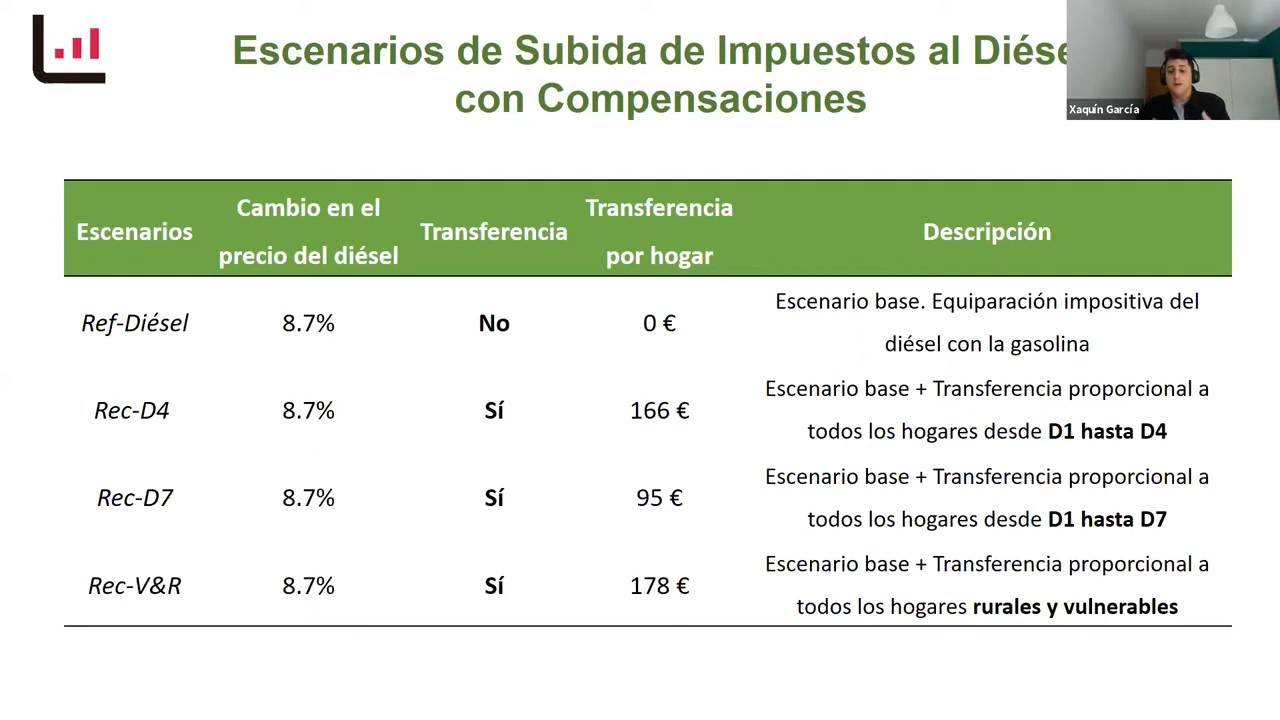 Escenarios de Subida de Impuestos al Diése
con Compensaciones
Xaquín García
Escenarios
Cambio en el
precio del diésel
Transferencia
Transferencia
por hogar
Descripción
Ref-Diésel
8.7%
No
0 €
Escenario base. Equiparación impositiva del
diésel con la gasolina
Rec-D4
8.7%
Sí
166 €
Escenario base + Transferencia proporcional a
todos los hogares desde D1 hasta D4
Rec-D7
8.7%
Sí
95 €
Escenario base + Transferencia proporcional a
todos los hogares desde D1 hasta D7
Rec-V&R
8.7%
Sí
178 €
Escenario base + Transferencia proporcional a
todos los hogares rurales y vulnerables